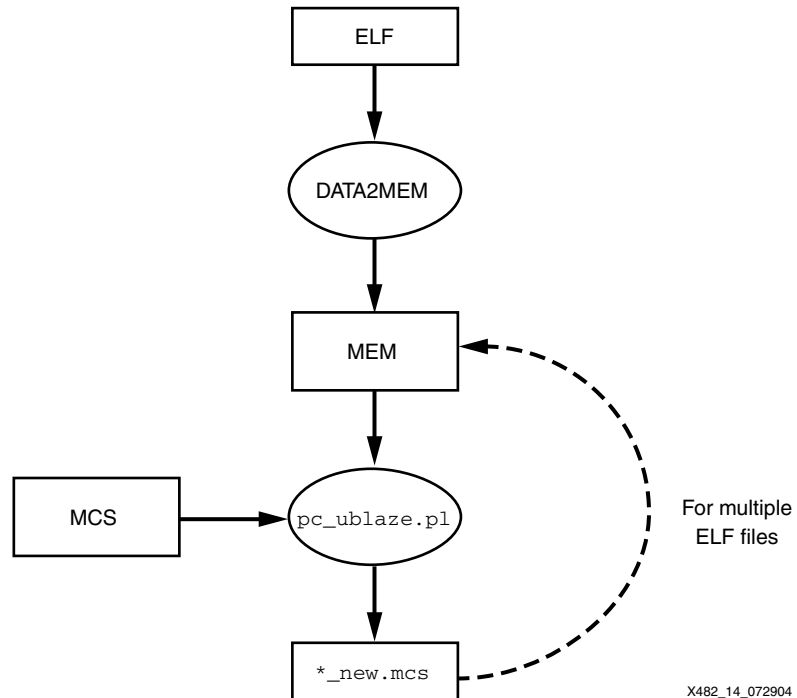 ELF
DATA2MEM
MEM
MCS
pc_ublaze.pl
For multiple
ELF files
*_new.mcs
X482_14_072904